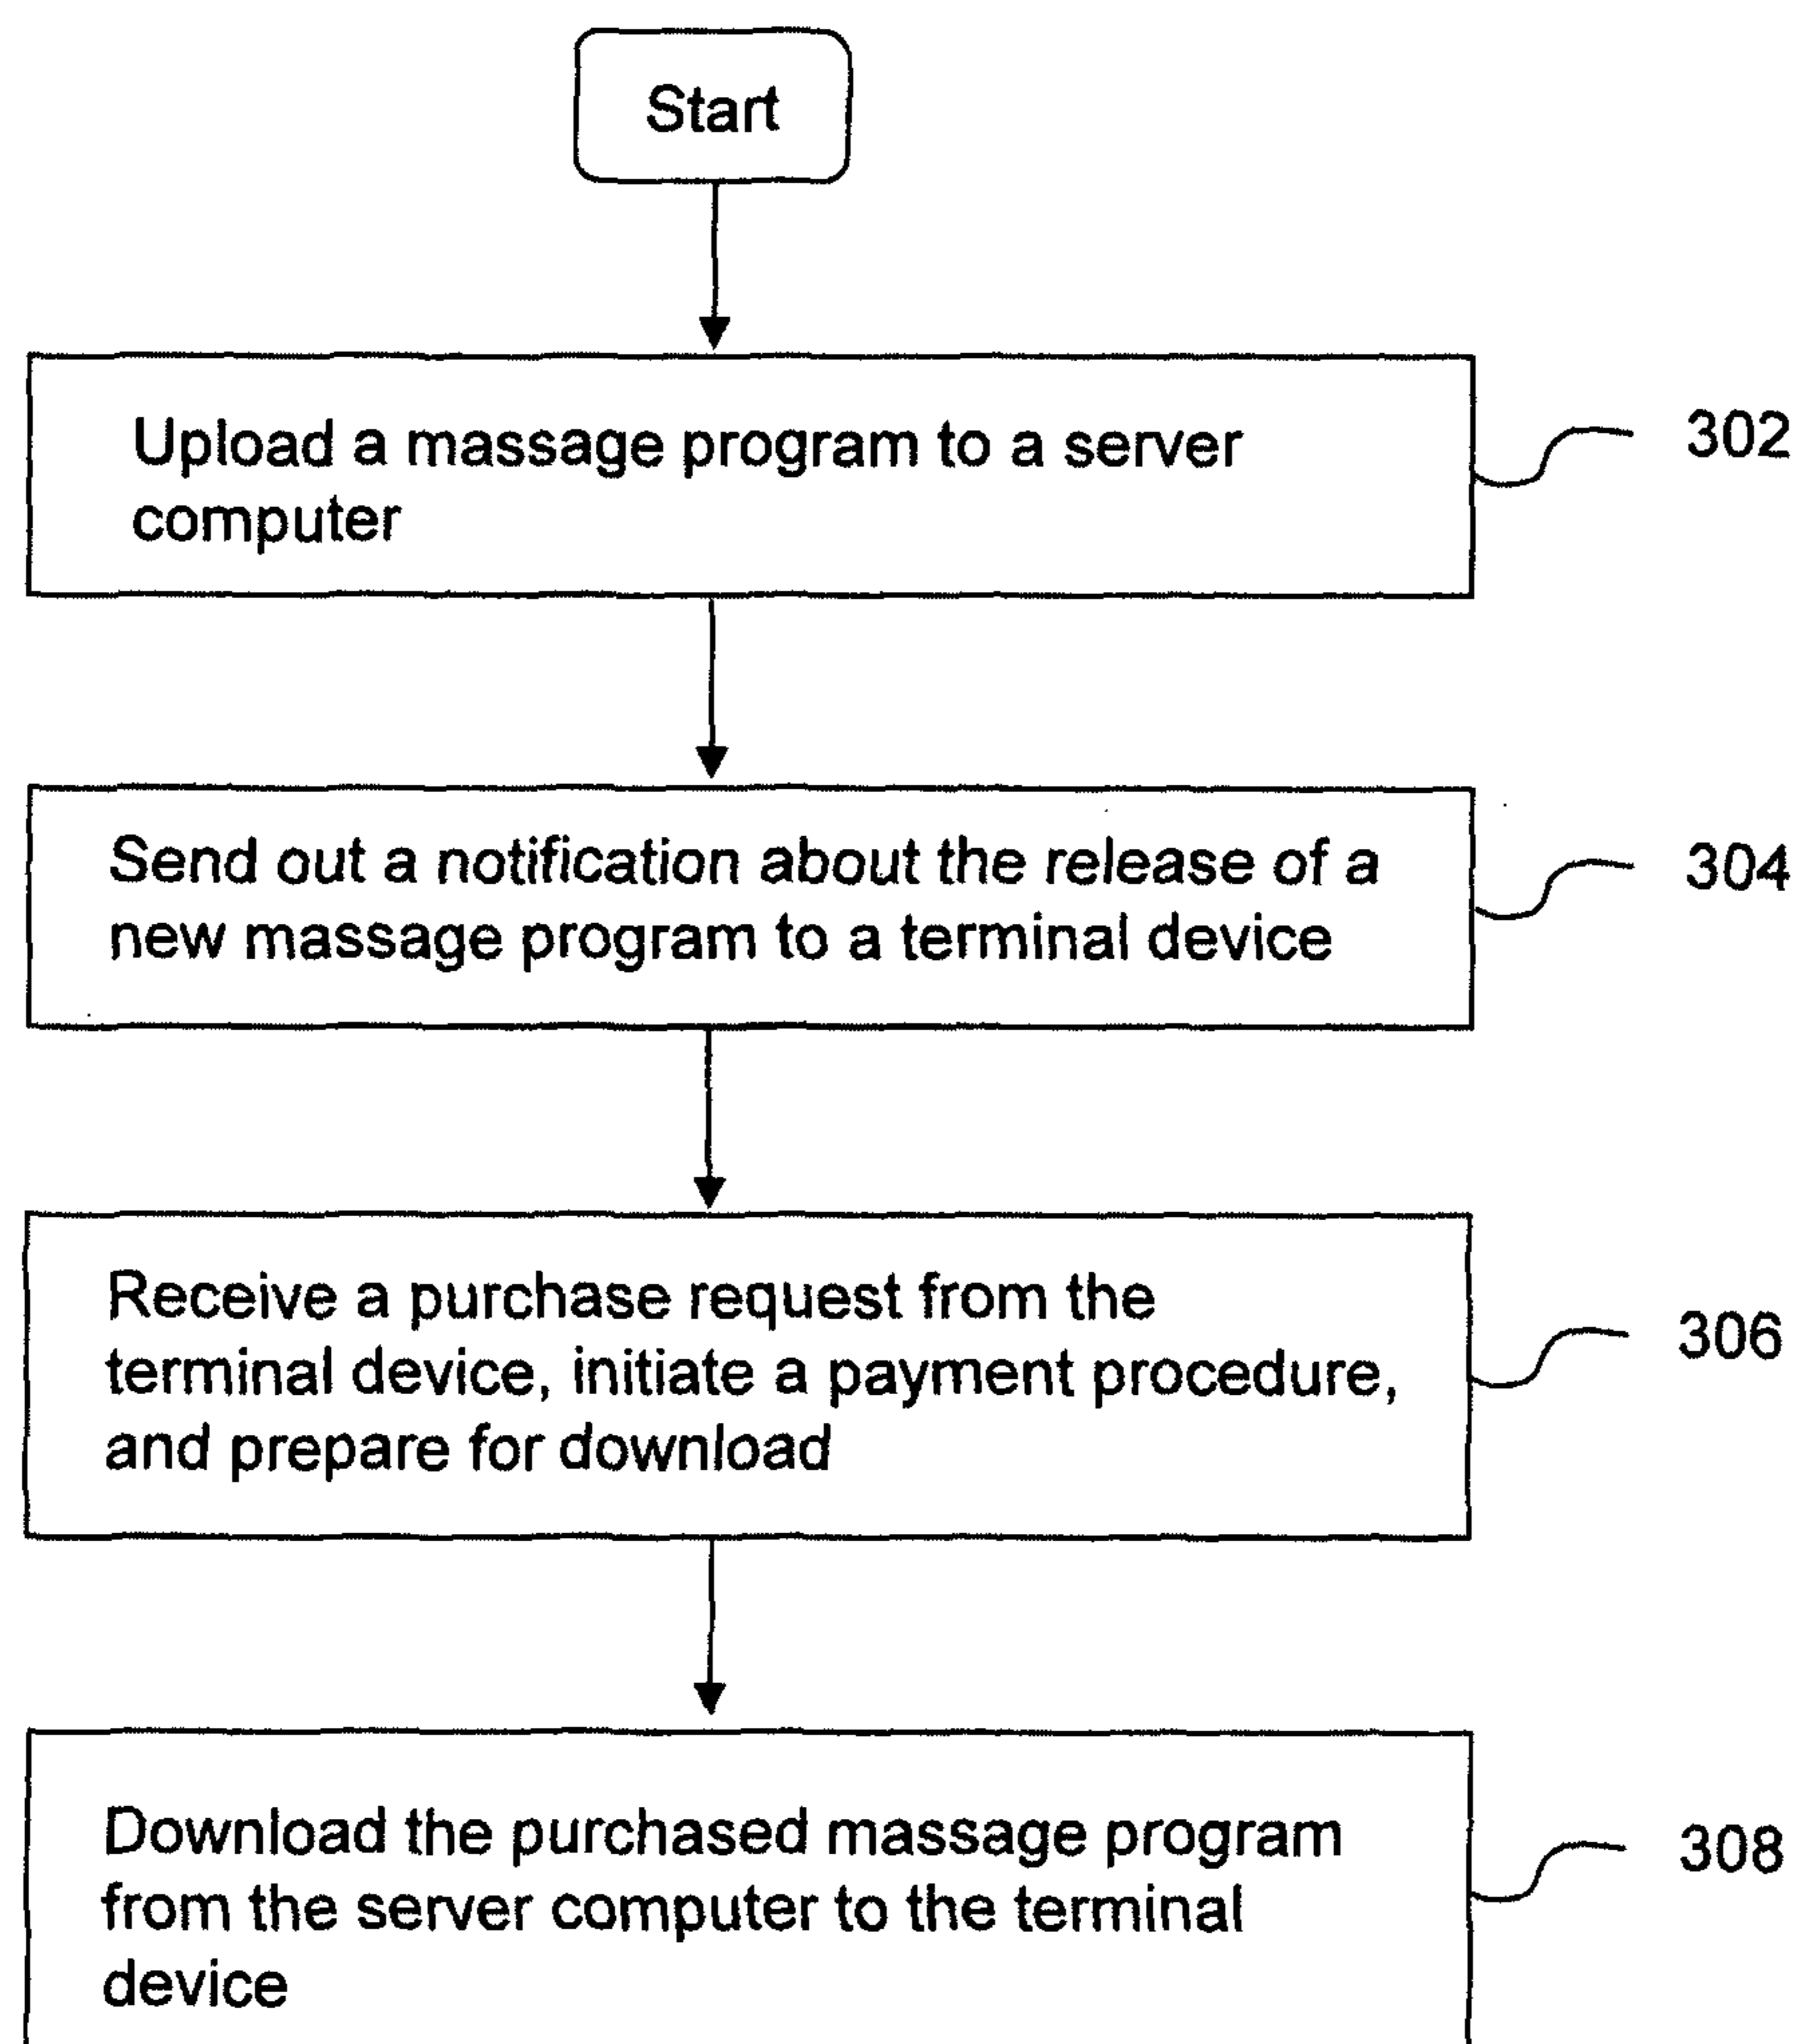 Start
Upload a massage program to a server
computer
302
Send out a notification about the release of a
new massage program to a terminal device
304
Receive a purchase request from the
terminal device, initiate a payment procedure,
and prepare for download
306
Download the purchased massage program
from the server computer to the terminal
device
308